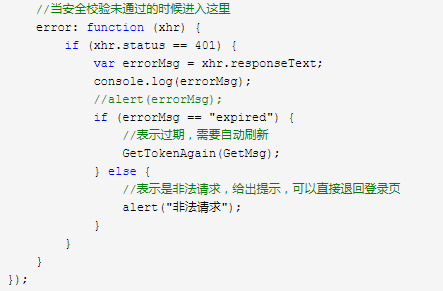 //当安全校验未通过的时候进入这里
error: function (xhr) {
if (xhr.status == 401) {
var errorMsg = xhr.responseText;
console.log(errorMsg);
//alert(errorMsg);
if (errorMsg == "expired") {
//表示过期，需要自动刷新
GetTokenAgain(GetMsg);
} else {
//表示是非法请求，给出提示，可以直接退回登录页
alert("非法请求");
}
}
}
});